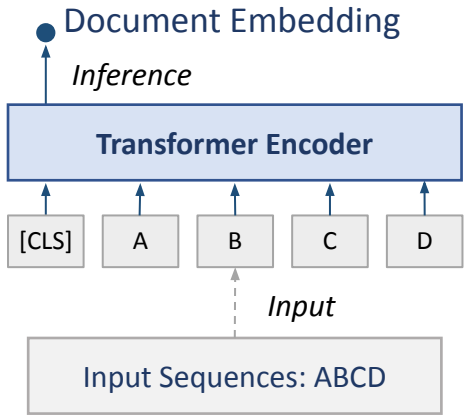 Document Embedding
Inference
Transformer Encoder
[CLS] A B C D
Input
Input Sequences: ABCD